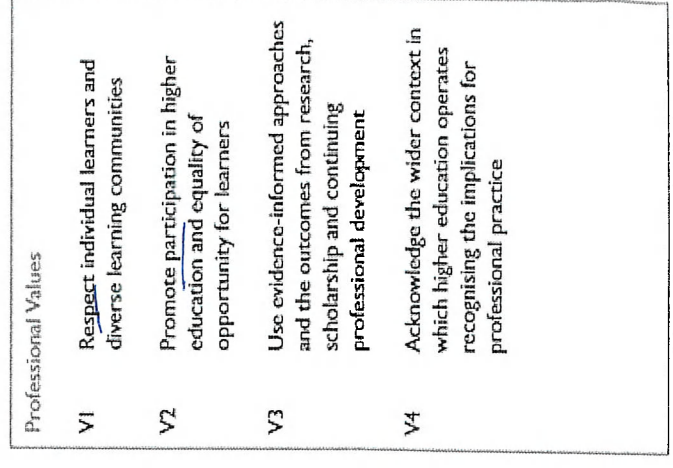 Professional Values
V1 Respect individual learners and
diverse learning communities
V2 Promote participation in higher
education and equality of
opportunity for learners
V3 Use evidence-informed approaches
and the outcomes from research,
scholarship and continuing
professional development
V4 Acknowledge the wider context in
which higher education operates
recognising the implications for
professional practice